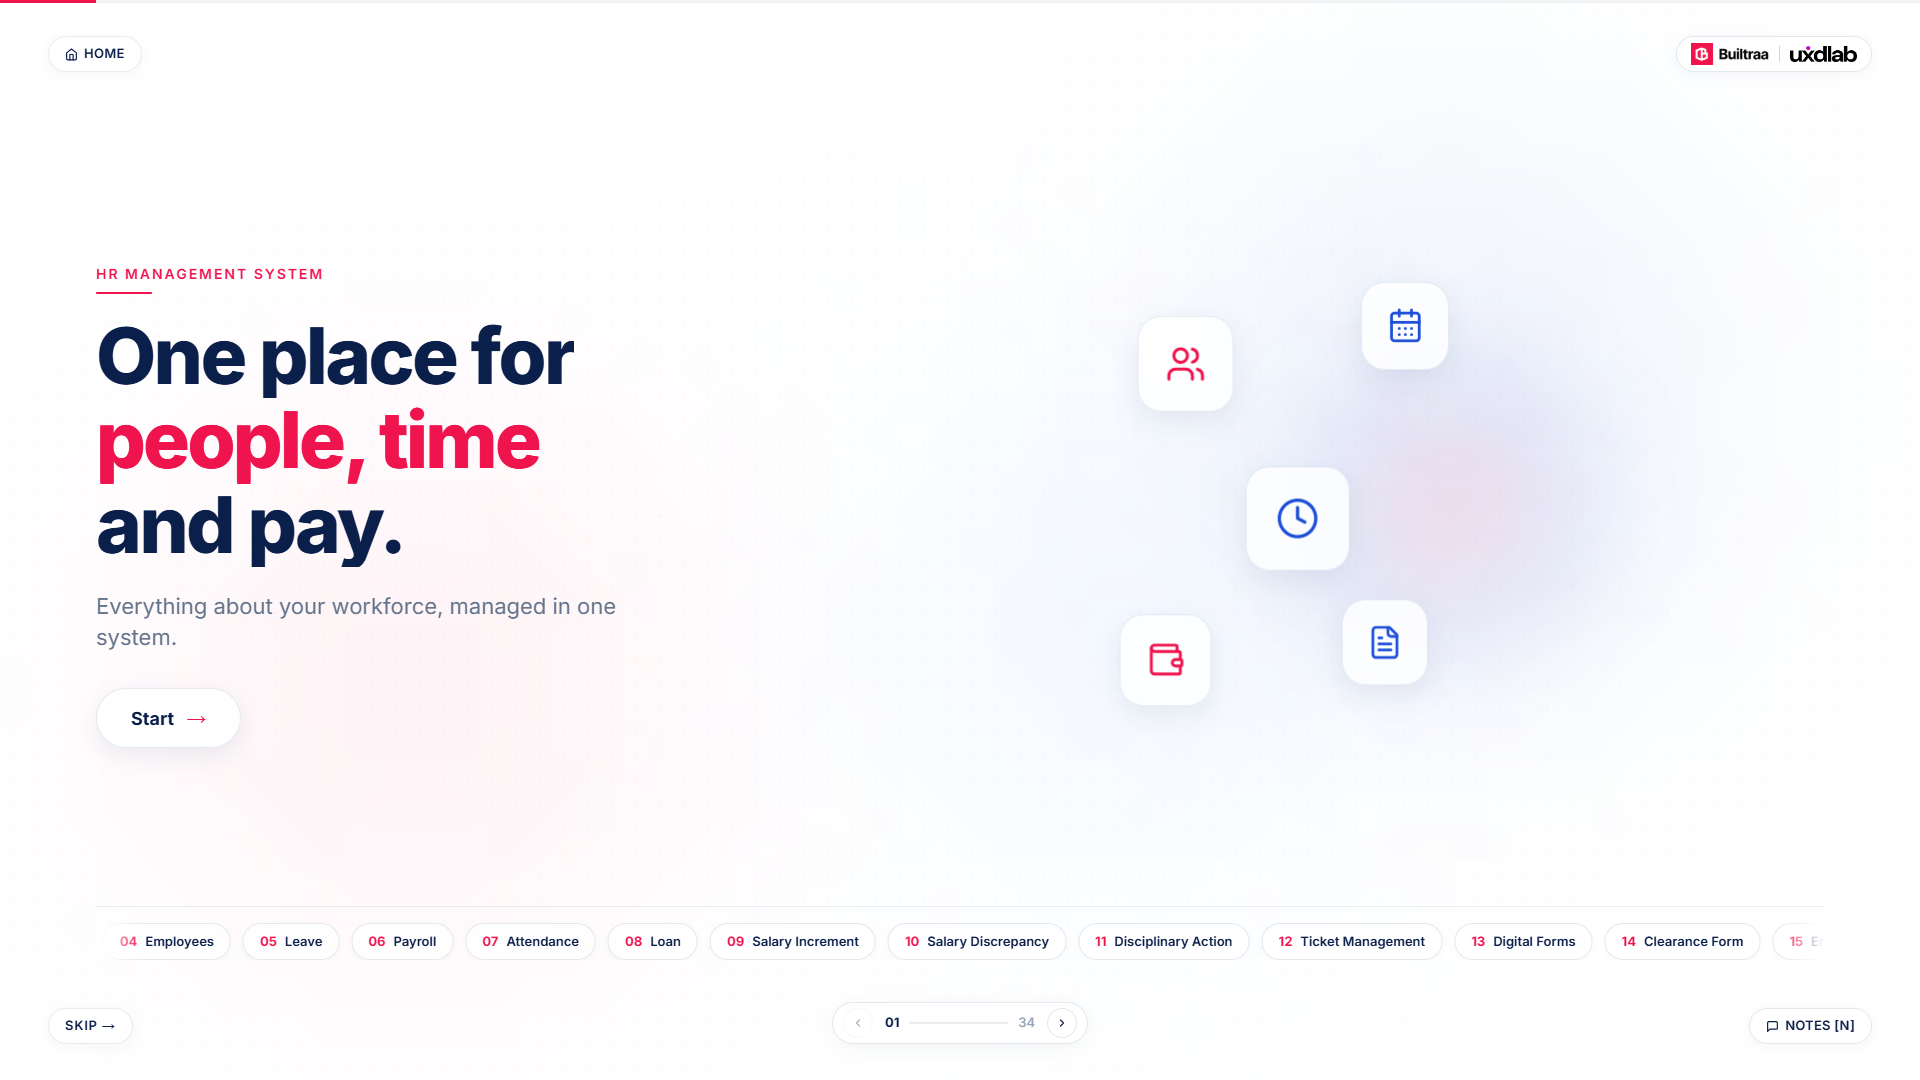 HOME
Builtraa
uxdlab
HR MANAGEMENT SYSTEM
One place for
people, time
and pay.
Everything about your workforce, managed in one
system.
Start →
04 Employees
05 Leave
06 Payroll
07 Attendance
08 Loan
09 Salary Increment
10 Salary Discrepancy
11 Disciplinary Action
12 Ticket Management
13 Digital Forms
14 Clearance Form
15
SKIP →
01
34
NOTES [N]